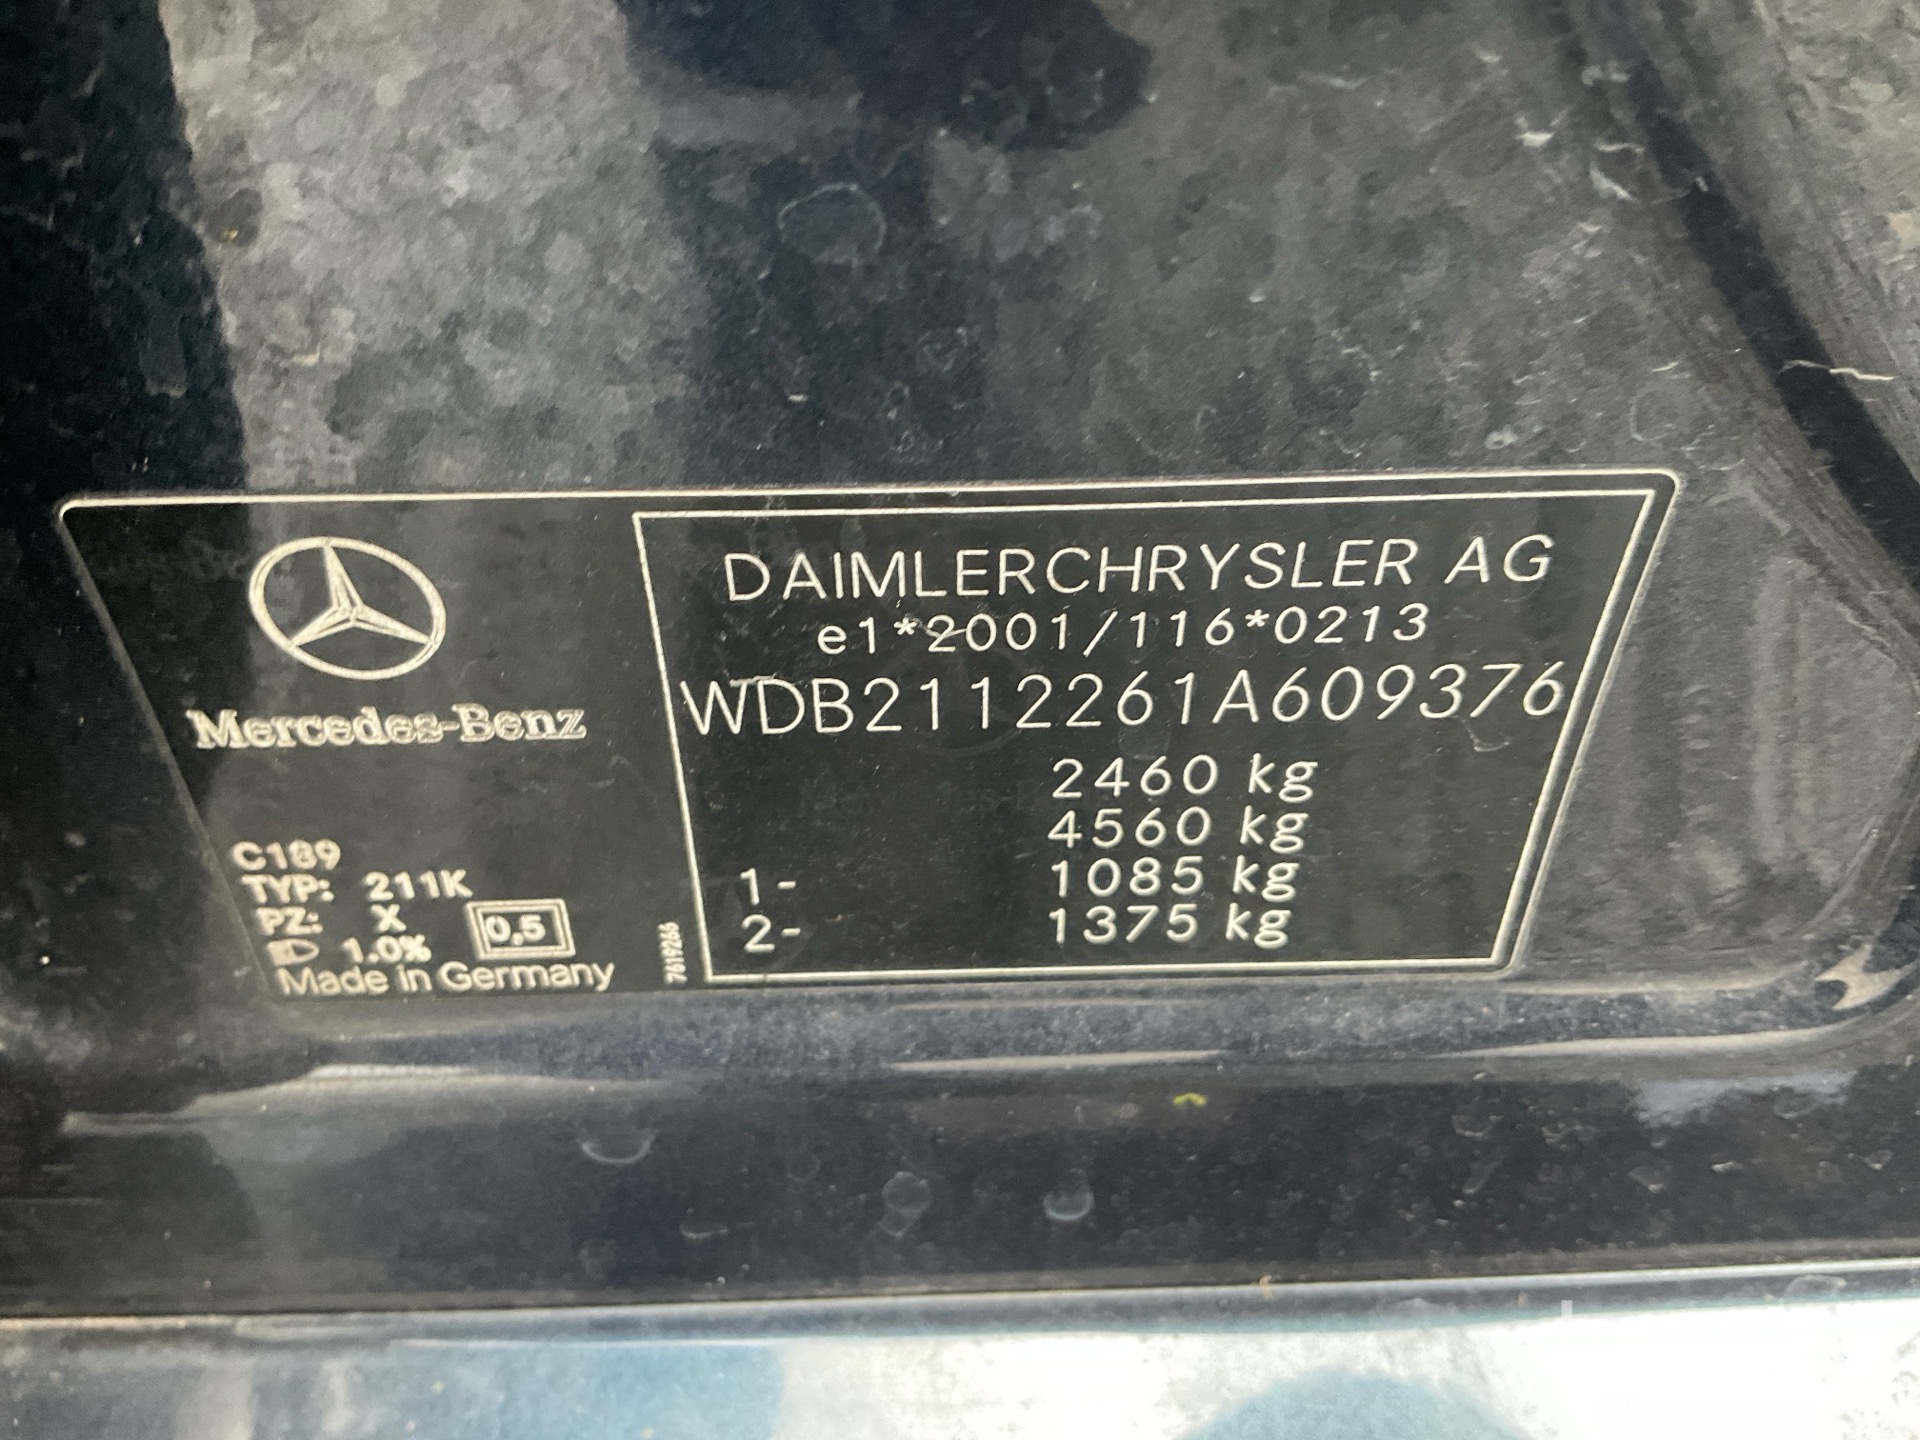 DAIMLERCHRYSLER AG
e1*2001/116*0213
WDB2112261A609376
2460 kg
4560 kg
1- 1085 kg
2- 1375 kg
Mercedes-Benz
C189
TYP: 211K
PZ: X
1.0% 0,5
Made in Germany
7619266